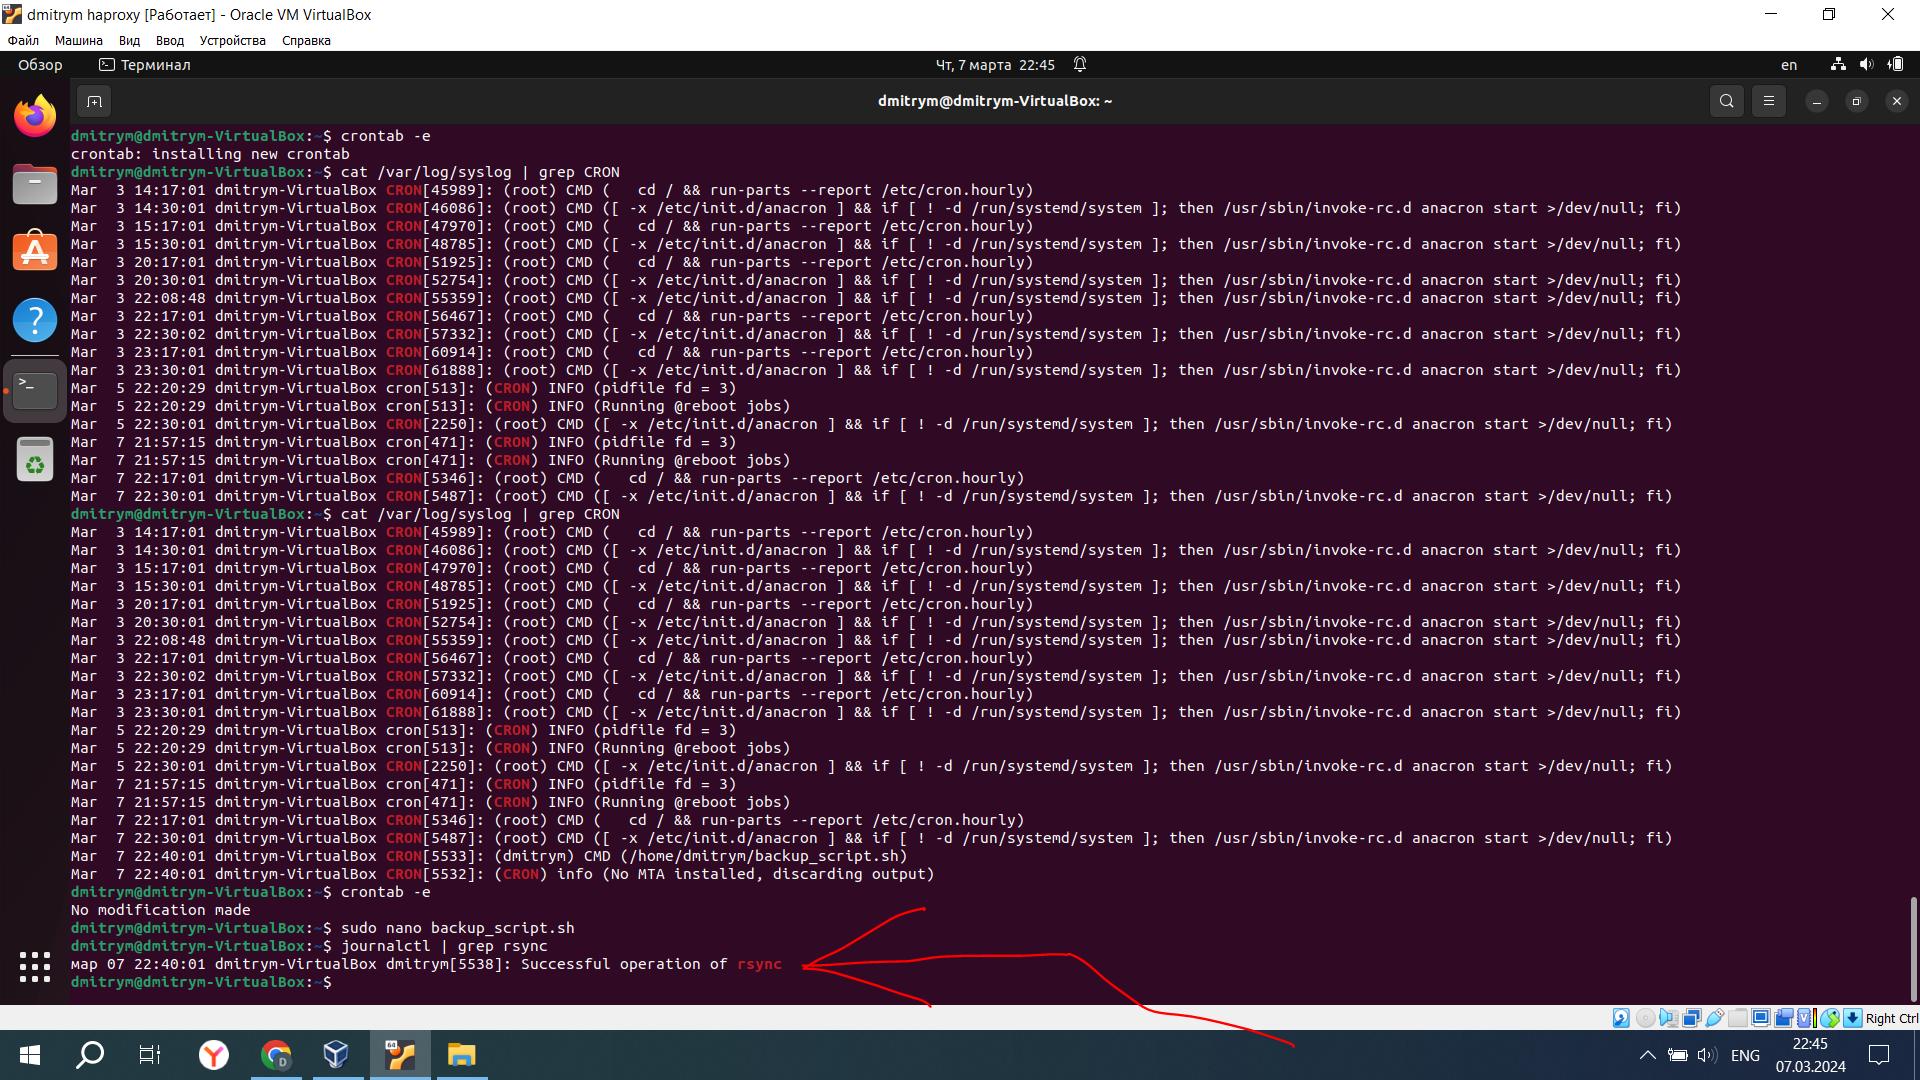 dmitrym haproxy [Работает] - Oracle VM VirtualBox
Файл Машина Вид Ввод Устройства Справка
Обзор Терминал Чт, 7 марта 22:45 en
dmitrym@dmitrym-VirtualBox: ~
dmitrym@dmitrym-VirtualBox:~$ crontab -e
crontab: installing new crontab
dmitrym@dmitrym-VirtualBox:~$ cat /var/log/syslog | grep CRON
Mar  3 14:17:01 dmitrym-VirtualBox CRON[45989]: (root) CMD (   cd / && run-parts --report /etc/cron.hourly)
Mar  3 14:30:01 dmitrym-VirtualBox CRON[46086]: (root) CMD ([ -x /etc/init.d/anacron ] && if [ ! -d /run/systemd/system ]; then /usr/sbin/invoke-rc.d anacron start >/dev/null; fi)
Mar  3 15:17:01 dmitrym-VirtualBox CRON[47970]: (root) CMD (   cd / && run-parts --report /etc/cron.hourly)
Mar  3 15:30:01 dmitrym-VirtualBox CRON[48785]: (root) CMD ([ -x /etc/init.d/anacron ] && if [ ! -d /run/systemd/system ]; then /usr/sbin/invoke-rc.d anacron start >/dev/null; fi)
Mar  3 20:17:01 dmitrym-VirtualBox CRON[51925]: (root) CMD (   cd / && run-parts --report /etc/cron.hourly)
Mar  3 20:30:01 dmitrym-VirtualBox CRON[52754]: (root) CMD ([ -x /etc/init.d/anacron ] && if [ ! -d /run/systemd/system ]; then /usr/sbin/invoke-rc.d anacron start >/dev/null; fi)
Mar  3 22:08:48 dmitrym-VirtualBox CRON[55359]: (root) CMD ([ -x /etc/init.d/anacron ] && if [ ! -d /run/systemd/system ]; then /usr/sbin/invoke-rc.d anacron start >/dev/null; fi)
Mar  3 22:17:01 dmitrym-VirtualBox CRON[56467]: (root) CMD (   cd / && run-parts --report /etc/cron.hourly)
Mar  3 22:30:02 dmitrym-VirtualBox CRON[57332]: (root) CMD ([ -x /etc/init.d/anacron ] && if [ ! -d /run/systemd/system ]; then /usr/sbin/invoke-rc.d anacron start >/dev/null; fi)
Mar  3 23:17:01 dmitrym-VirtualBox CRON[60914]: (root) CMD (   cd / && run-parts --report /etc/cron.hourly)
Mar  3 23:30:01 dmitrym-VirtualBox CRON[61888]: (root) CMD ([ -x /etc/init.d/anacron ] && if [ ! -d /run/systemd/system ]; then /usr/sbin/invoke-rc.d anacron start >/dev/null; fi)
Mar  5 22:20:29 dmitrym-VirtualBox cron[513]: (CRON) INFO (pidfile fd = 3)
Mar  5 22:20:29 dmitrym-VirtualBox cron[513]: (CRON) INFO (Running @reboot jobs)
Mar  5 22:30:01 dmitrym-VirtualBox CRON[2250]: (root) CMD ([ -x /etc/init.d/anacron ] && if [ ! -d /run/systemd/system ]; then /usr/sbin/invoke-rc.d anacron start >/dev/null; fi)
Mar  7 21:57:15 dmitrym-VirtualBox cron[471]: (CRON) INFO (pidfile fd = 3)
Mar  7 21:57:15 dmitrym-VirtualBox cron[471]: (CRON) INFO (Running @reboot jobs)
Mar  7 22:17:01 dmitrym-VirtualBox CRON[5346]: (root) CMD (   cd / && run-parts --report /etc/cron.hourly)
Mar  7 22:30:01 dmitrym-VirtualBox CRON[5487]: (root) CMD ([ -x /etc/init.d/anacron ] && if [ ! -d /run/systemd/system ]; then /usr/sbin/invoke-rc.d anacron start >/dev/null; fi)
dmitrym@dmitrym-VirtualBox:~$ cat /var/log/syslog | grep CRON
Mar  3 14:17:01 dmitrym-VirtualBox CRON[45989]: (root) CMD (   cd / && run-parts --report /etc/cron.hourly)
Mar  3 14:30:01 dmitrym-VirtualBox CRON[46086]: (root) CMD ([ -x /etc/init.d/anacron ] && if [ ! -d /run/systemd/system ]; then /usr/sbin/invoke-rc.d anacron start >/dev/null; fi)
Mar  3 15:17:01 dmitrym-VirtualBox CRON[47970]: (root) CMD (   cd / && run-parts --report /etc/cron.hourly)
Mar  3 15:30:01 dmitrym-VirtualBox CRON[48785]: (root) CMD ([ -x /etc/init.d/anacron ] && if [ ! -d /run/systemd/system ]; then /usr/sbin/invoke-rc.d anacron start >/dev/null; fi)
Mar  3 20:17:01 dmitrym-VirtualBox CRON[51925]: (root) CMD (   cd / && run-parts --report /etc/cron.hourly)
Mar  3 20:30:01 dmitrym-VirtualBox CRON[52754]: (root) CMD ([ -x /etc/init.d/anacron ] && if [ ! -d /run/systemd/system ]; then /usr/sbin/invoke-rc.d anacron start >/dev/null; fi)
Mar  3 22:08:48 dmitrym-VirtualBox CRON[55359]: (root) CMD ([ -x /etc/init.d/anacron ] && if [ ! -d /run/systemd/system ]; then /usr/sbin/invoke-rc.d anacron start >/dev/null; fi)
Mar  3 22:17:01 dmitrym-VirtualBox CRON[56467]: (root) CMD (   cd / && run-parts --report /etc/cron.hourly)
Mar  3 22:30:02 dmitrym-VirtualBox CRON[57332]: (root) CMD ([ -x /etc/init.d/anacron ] && if [ ! -d /run/systemd/system ]; then /usr/sbin/invoke-rc.d anacron start >/dev/null; fi)
Mar  3 23:17:01 dmitrym-VirtualBox CRON[60914]: (root) CMD (   cd / && run-parts --report /etc/cron.hourly)
Mar  3 23:30:01 dmitrym-VirtualBox CRON[61888]: (root) CMD ([ -x /etc/init.d/anacron ] && if [ ! -d /run/systemd/system ]; then /usr/sbin/invoke-rc.d anacron start >/dev/null; fi)
Mar  5 22:20:29 dmitrym-VirtualBox cron[513]: (CRON) INFO (pidfile fd = 3)
Mar  5 22:20:29 dmitrym-VirtualBox cron[513]: (CRON) INFO (Running @reboot jobs)
Mar  5 22:30:01 dmitrym-VirtualBox CRON[2250]: (root) CMD ([ -x /etc/init.d/anacron ] && if [ ! -d /run/systemd/system ]; then /usr/sbin/invoke-rc.d anacron start >/dev/null; fi)
Mar  7 21:57:15 dmitrym-VirtualBox cron[471]: (CRON) INFO (pidfile fd = 3)
Mar  7 21:57:15 dmitrym-VirtualBox cron[471]: (CRON) INFO (Running @reboot jobs)
Mar  7 22:17:01 dmitrym-VirtualBox CRON[5346]: (root) CMD (   cd / && run-parts --report /etc/cron.hourly)
Mar  7 22:30:01 dmitrym-VirtualBox CRON[5487]: (root) CMD ([ -x /etc/init.d/anacron ] && if [ ! -d /run/systemd/system ]; then /usr/sbin/invoke-rc.d anacron start >/dev/null; fi)
Mar  7 22:40:01 dmitrym-VirtualBox CRON[5533]: (dmitrym) CMD (/home/dmitrym/backup_script.sh)
Mar  7 22:40:01 dmitrym-VirtualBox CRON[5532]: (CRON) info (No MTA installed, discarding output)
dmitrym@dmitrym-VirtualBox:~$ crontab -e
No modification made
dmitrym@dmitrym-VirtualBox:~$ sudo nano backup_script.sh
dmitrym@dmitrym-VirtualBox:~$ journalctl | grep rsync
мар 07 22:40:01 dmitrym-VirtualBox dmitrym[5538]: Successful operation of rsync
dmitrym@dmitrym-VirtualBox:~$
Right Ctrl
ENG 22:45
07.03.2024